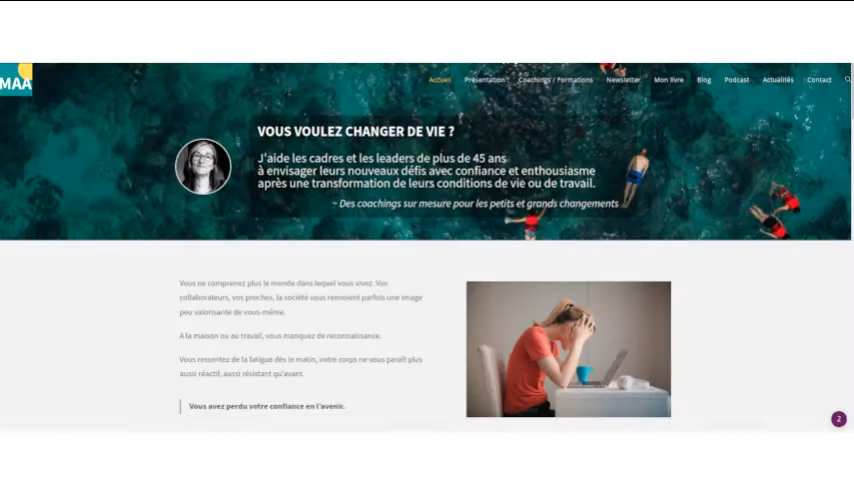 MAA
Accueil Présentation Coachings / Formations Newsletter Mon livre Blog Podcast Actualités Contact
VOUS VOULEZ CHANGER DE VIE ?
J'aide les cadres et les leaders de plus de 45 ans
à envisager leurs nouveaux défis avec confiance et enthousiasme
après une transformation de leurs conditions de vie ou de travail.
~ Des coachings sur mesure pour les petits et grands changements
Vous ne comprenez plus le monde dans lequel vous vivez. Vos
collaborateurs, vos proches, la société vous renvoient parfois une image
peu valorisante de vous-même.
A la maison ou au travail, vous manquez de reconnaissance.
Vous ressentez de la fatigue dès le matin, votre corps ne vous paraît plus
aussi réactif, aussi résistant qu'avant.
Vous avez perdu votre confiance en l'avenir.
2